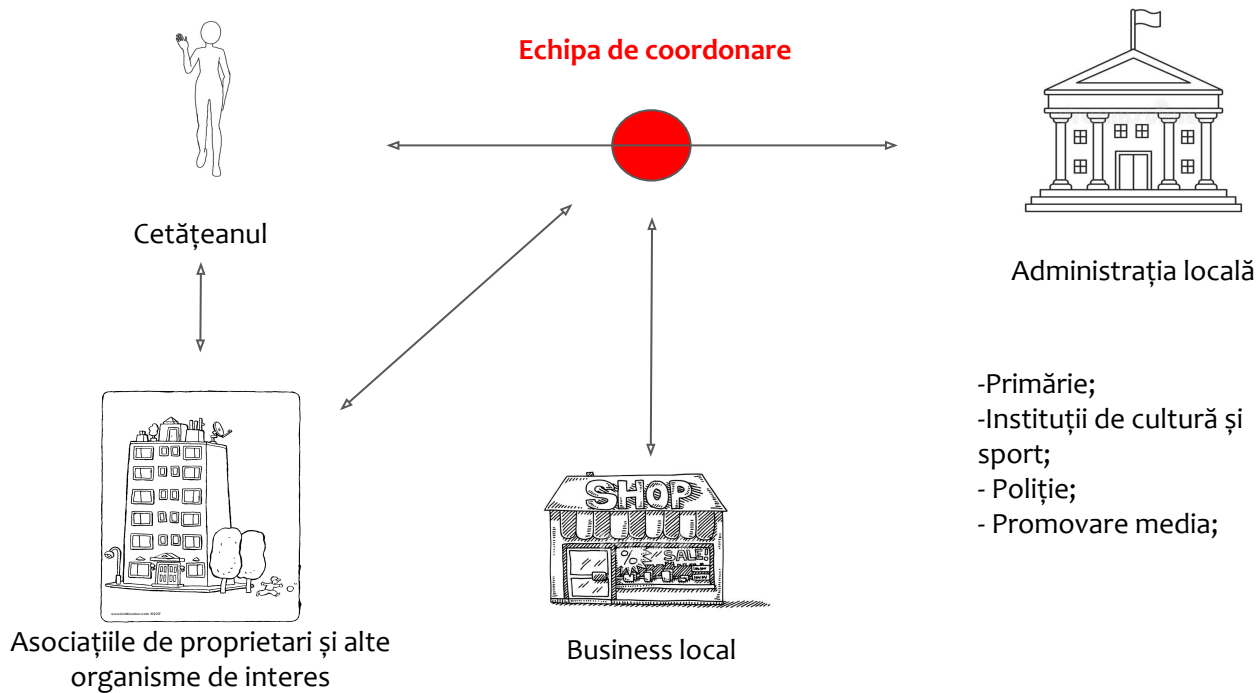 Echipa de coordonare
Cetățeanul
Administrația locală
-Primărie;
-Instituții de cultură și
sport;
- Poliție;
- Promovare media;
SHOP
% SALE!
Asociațiile de proprietari și alte
organisme de interes
Business local